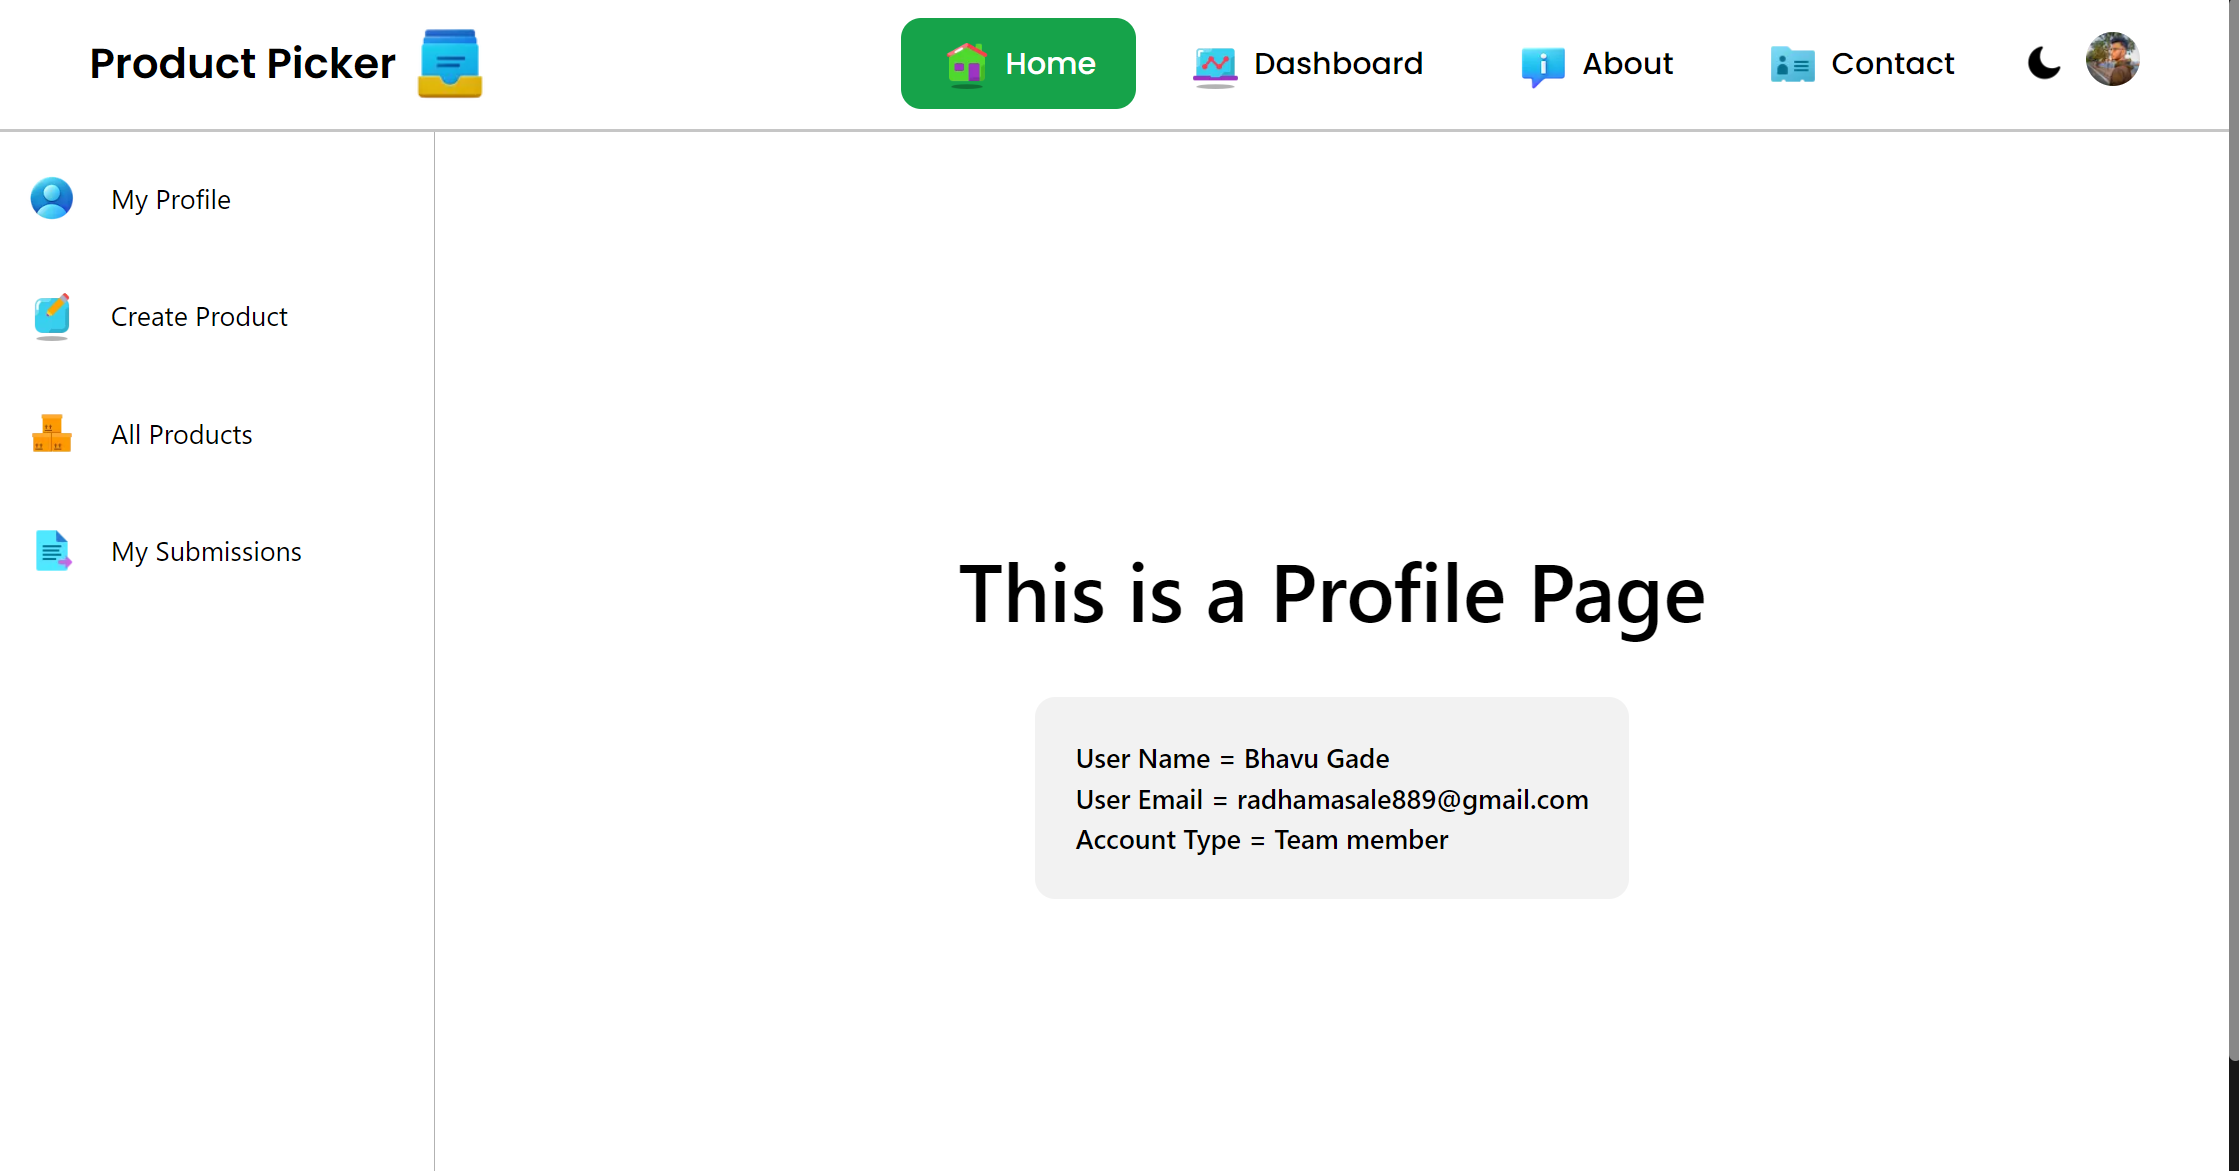 Product Picker
Home
Dashboard
About
Contact
My Profile
Create Product
All Products
My Submissions
This is a Profile Page
User Name = Bhavu Gade
User Email = radhamasale889@gmail.com
Account Type = Team member